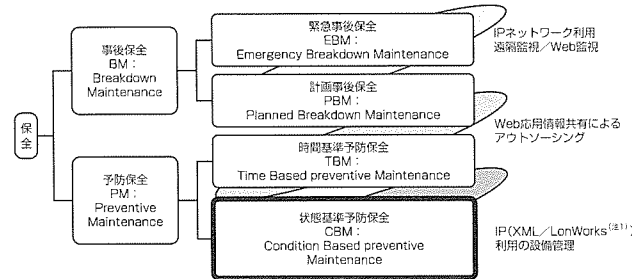 保全
事後保全
BM：
Breakdown
Maintenance
予防保全
PM：
Preventive
Maintenance
緊急事後保全
EBM：
Emergency Breakdown Maintenance
計画事後保全
PBM：
Planned Breakdown Maintenance
時間基準予防保全
TBM：
Time Based preventive Maintenance
状態基準予防保全
CBM：
Condition Based preventive
Maintenance
IPネットワーク利用
遠隔監視／Web監視
Web応用情報共有による
アウトソーシング
IP(XML／LonWorks(注1))
利用の設備管理